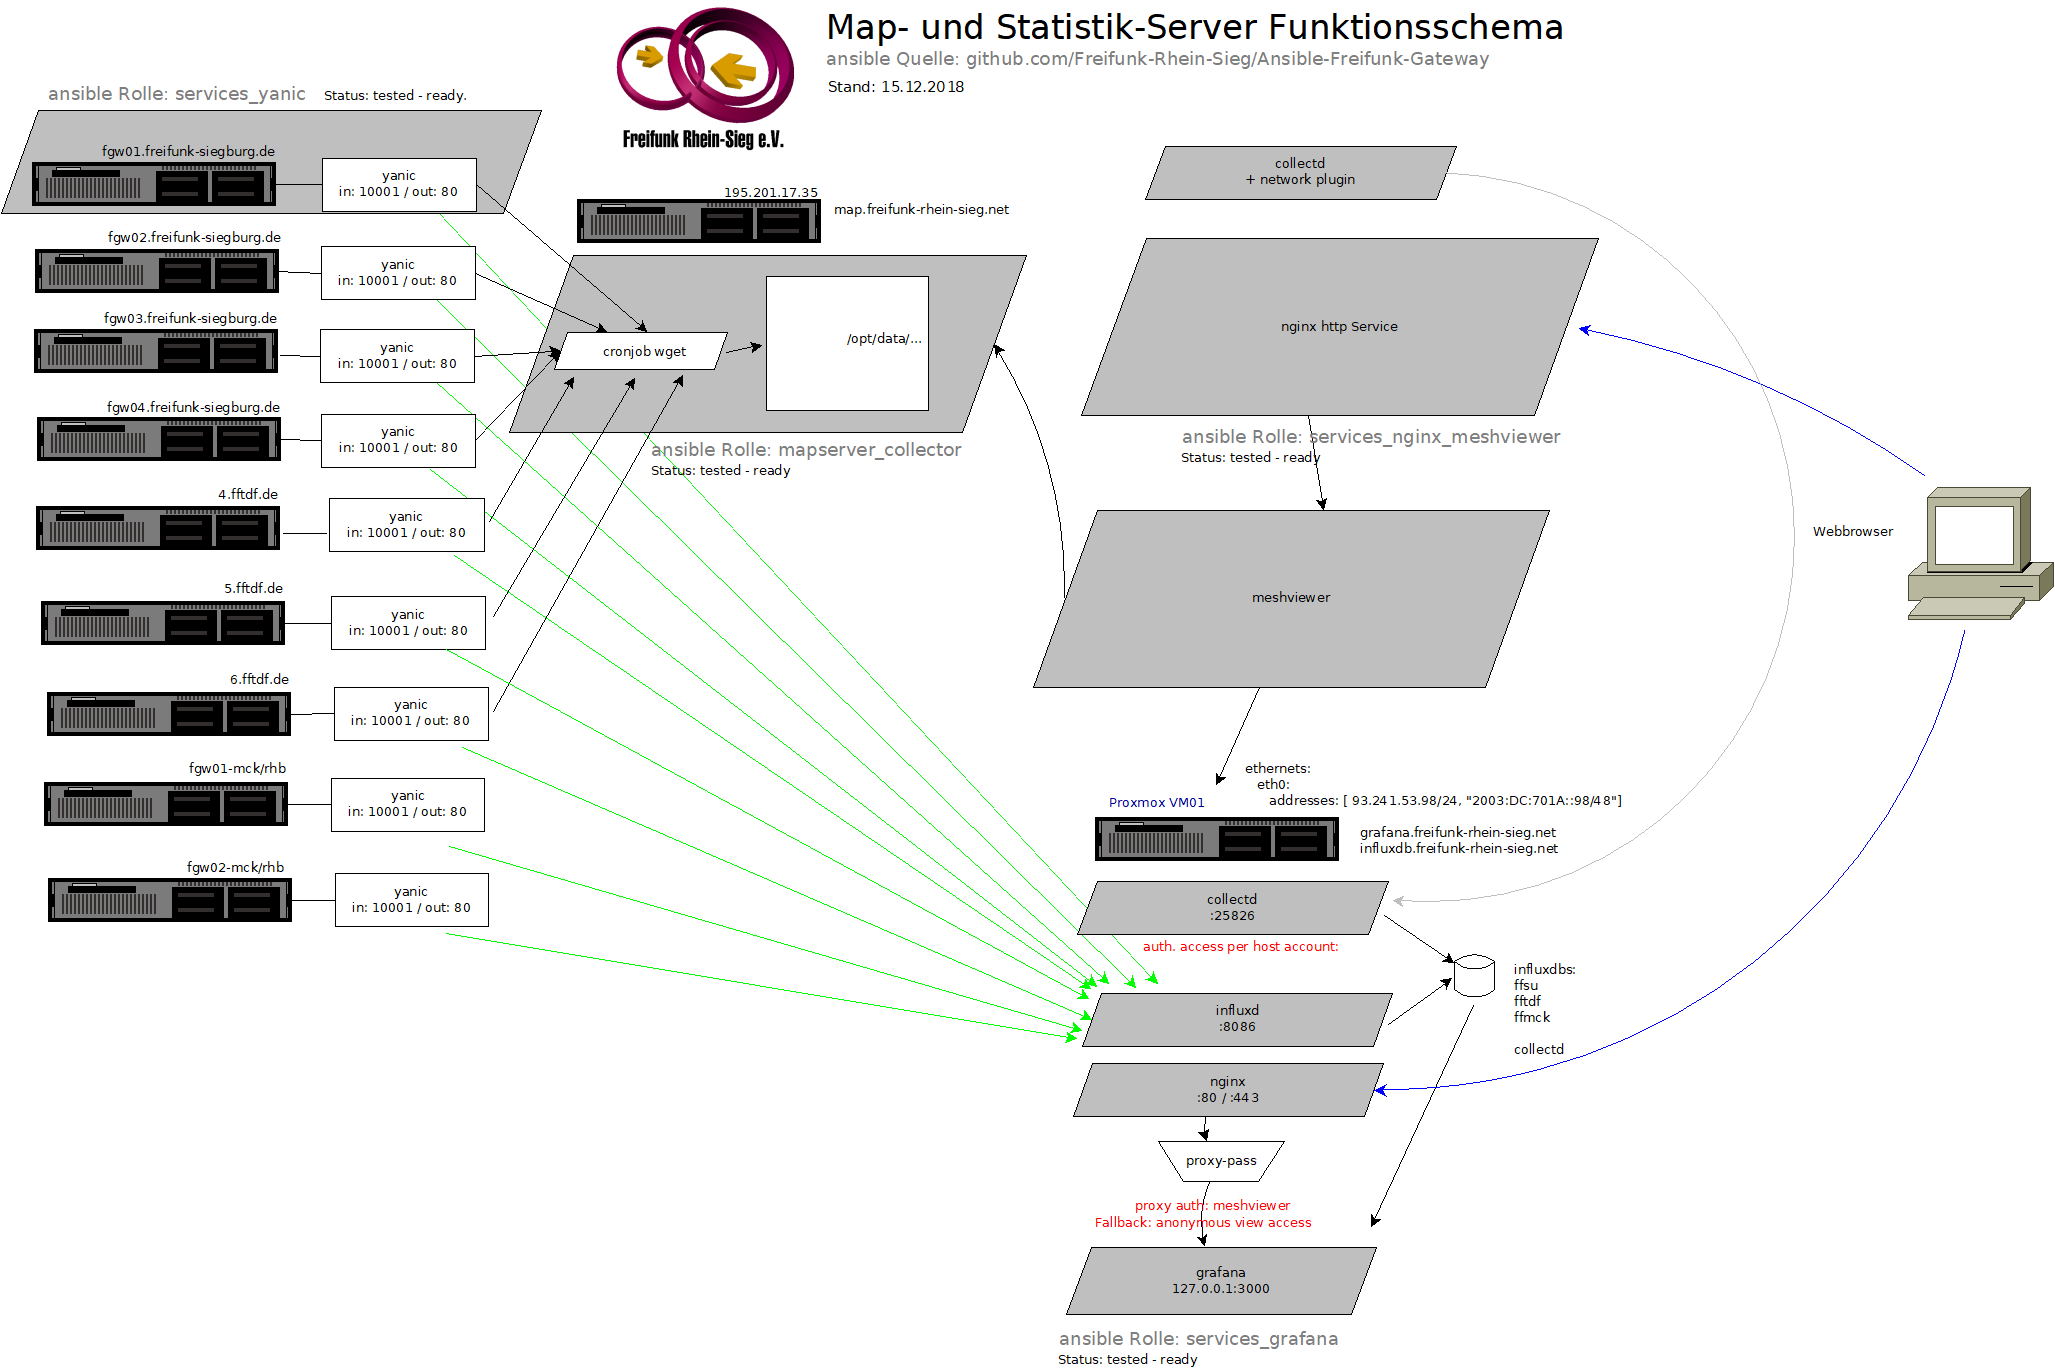 Map- und Statistik-Server Funktionsschema
ansible Quelle: github.com/Freifunk-Rhein-Sieg/Ansible-Freifunk-Gateway
Stand: 15.12.2018
Freifunk Rhein-Sieg e.V.
ansible Rolle: services_yanic
Status: tested - ready.
fgw01.freifunk-siegburg.de
yanic
in: 10001 / out: 80
fgw02.freifunk-siegburg.de
yanic
in: 10001 / out: 80
fgw03.freifunk-siegburg.de
yanic
in: 10001 / out: 80
fgw04.freifunk-siegburg.de
yanic
in: 10001 / out: 80
4.fftdf.de
yanic
in: 10001 / out: 80
5.fftdf.de
yanic
in: 10001 / out: 80
6.fftdf.de
yanic
in: 10001 / out: 80
fgw01-mck/rhb
yanic
in: 10001 / out: 80
fgw02-mck/rhb
yanic
in: 10001 / out: 80
195.201.17.35
map.freifunk-rhein-sieg.net
cronjob wget
/opt/data/...
ansible Rolle: mapserver_collector
Status: tested - ready
collectd
+ network plugin
nginx http Service
ansible Rolle: services_nginx_meshviewer
Status: tested - ready
meshviewer
Webbrowser
ethernets:
eth0:
addresses: [ 93.241.53.98/24, "2003:DC:701A::98/48"]
Proxmox VM01
grafana.freifunk-rhein-sieg.net
influxdb.freifunk-rhein-sieg.net
collectd
:25826
auth. access per host account:
influxd
:8086
influxdbs:
ffsu
fftdf
ffmck
collectd
nginx
:80 / :443
proxy-pass
proxy auth: meshviewer
Fallback: anonymous view access
grafana
127.0.0.1:3000
ansible Rolle: services_grafana
Status: tested - ready